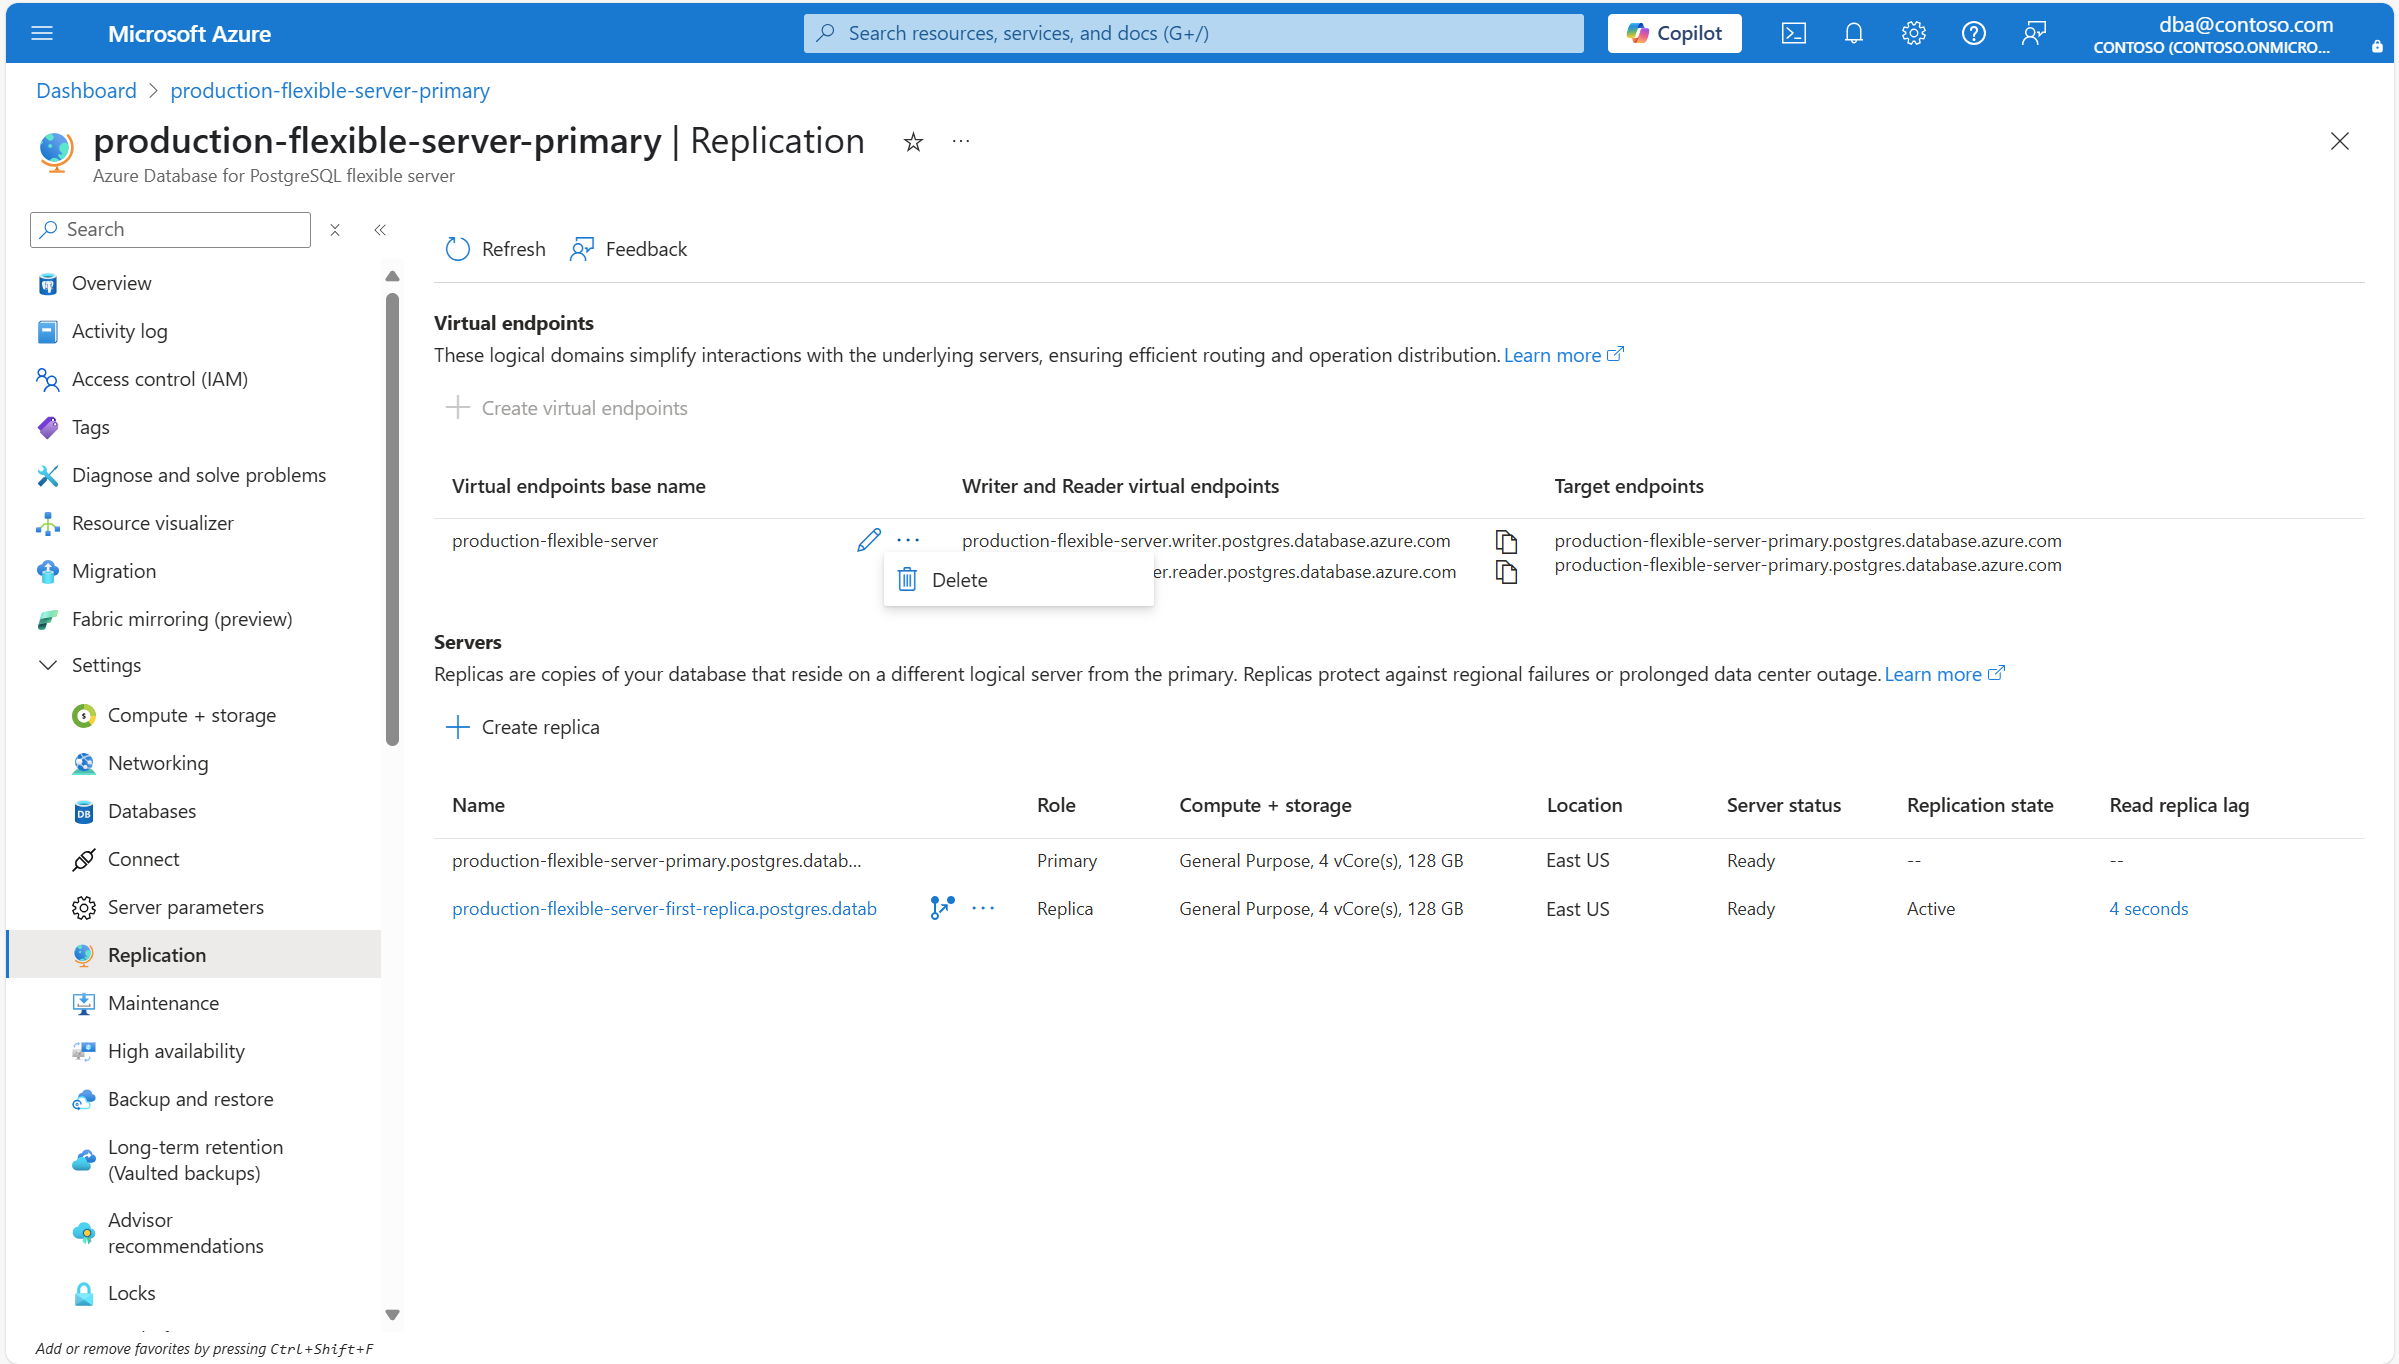 Microsoft Azure
Search resources, services, and docs (G+/)
Copilot
dba@contoso.com
CONTOSO (CONTOSO.ONMICRO...
Dashboard > production-flexible-server-primary
production-flexible-server-primary | Replication
Azure Database for PostgreSQL flexible server
Search
Overview
Activity log
Access control (IAM)
Tags
Diagnose and solve problems
Resource visualizer
Migration
Fabric mirroring (preview)
Settings
Compute + storage
Networking
Databases
Connect
Server parameters
Replication
Maintenance
High availability
Backup and restore
Long-term retention
(Vaulted backups)
Advisor
recommendations
Locks
Add or remove favorites by pressing Ctrl+Shift+F
Refresh
Feedback
Virtual endpoints
These logical domains simplify interactions with the underlying servers, ensuring efficient routing and operation distribution. Learn more
Create virtual endpoints
Virtual endpoints base name
Writer and Reader virtual endpoints
Target endpoints
production-flexible-server
production-flexible-server.writer.postgres.database.azure.com
production-flexible-server-primary.postgres.database.azure.com
Delete
er.reader.postgres.database.azure.com
production-flexible-server-primary.postgres.database.azure.com
Servers
Replicas are copies of your database that reside on a different logical server from the primary. Replicas protect against regional failures or prolonged data center outage. Learn more
Create replica
Name Role Compute + storage Location Server status Replication state Read replica lag
production-flexible-server-primary.postgres.datab... Primary General Purpose, 4 vCore(s), 128 GB East US Ready -- --
production-flexible-server-first-replica.postgres.datab Replica General Purpose, 4 vCore(s), 128 GB East US Ready Active 4 seconds